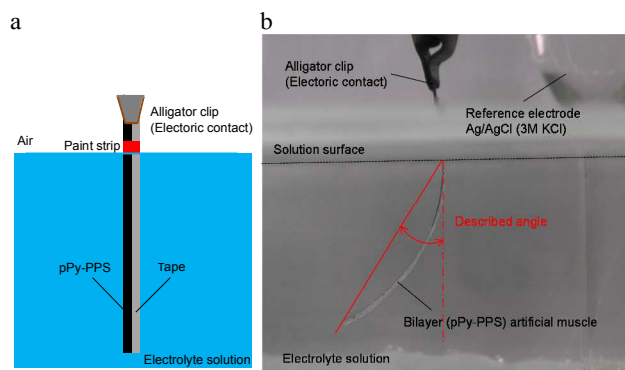 a
Alligator clip
(Electoric contact)
Air
Paint strip
pPy-PPS
Tape
Electrolyte solution
b
Alligator clip
(Electoric contact)
Reference electrode
Ag/AgCl (3M KCl)
Solution surface
Described angle
Bilayer (pPy-PPS) artificial muscle
Electrolyte solution